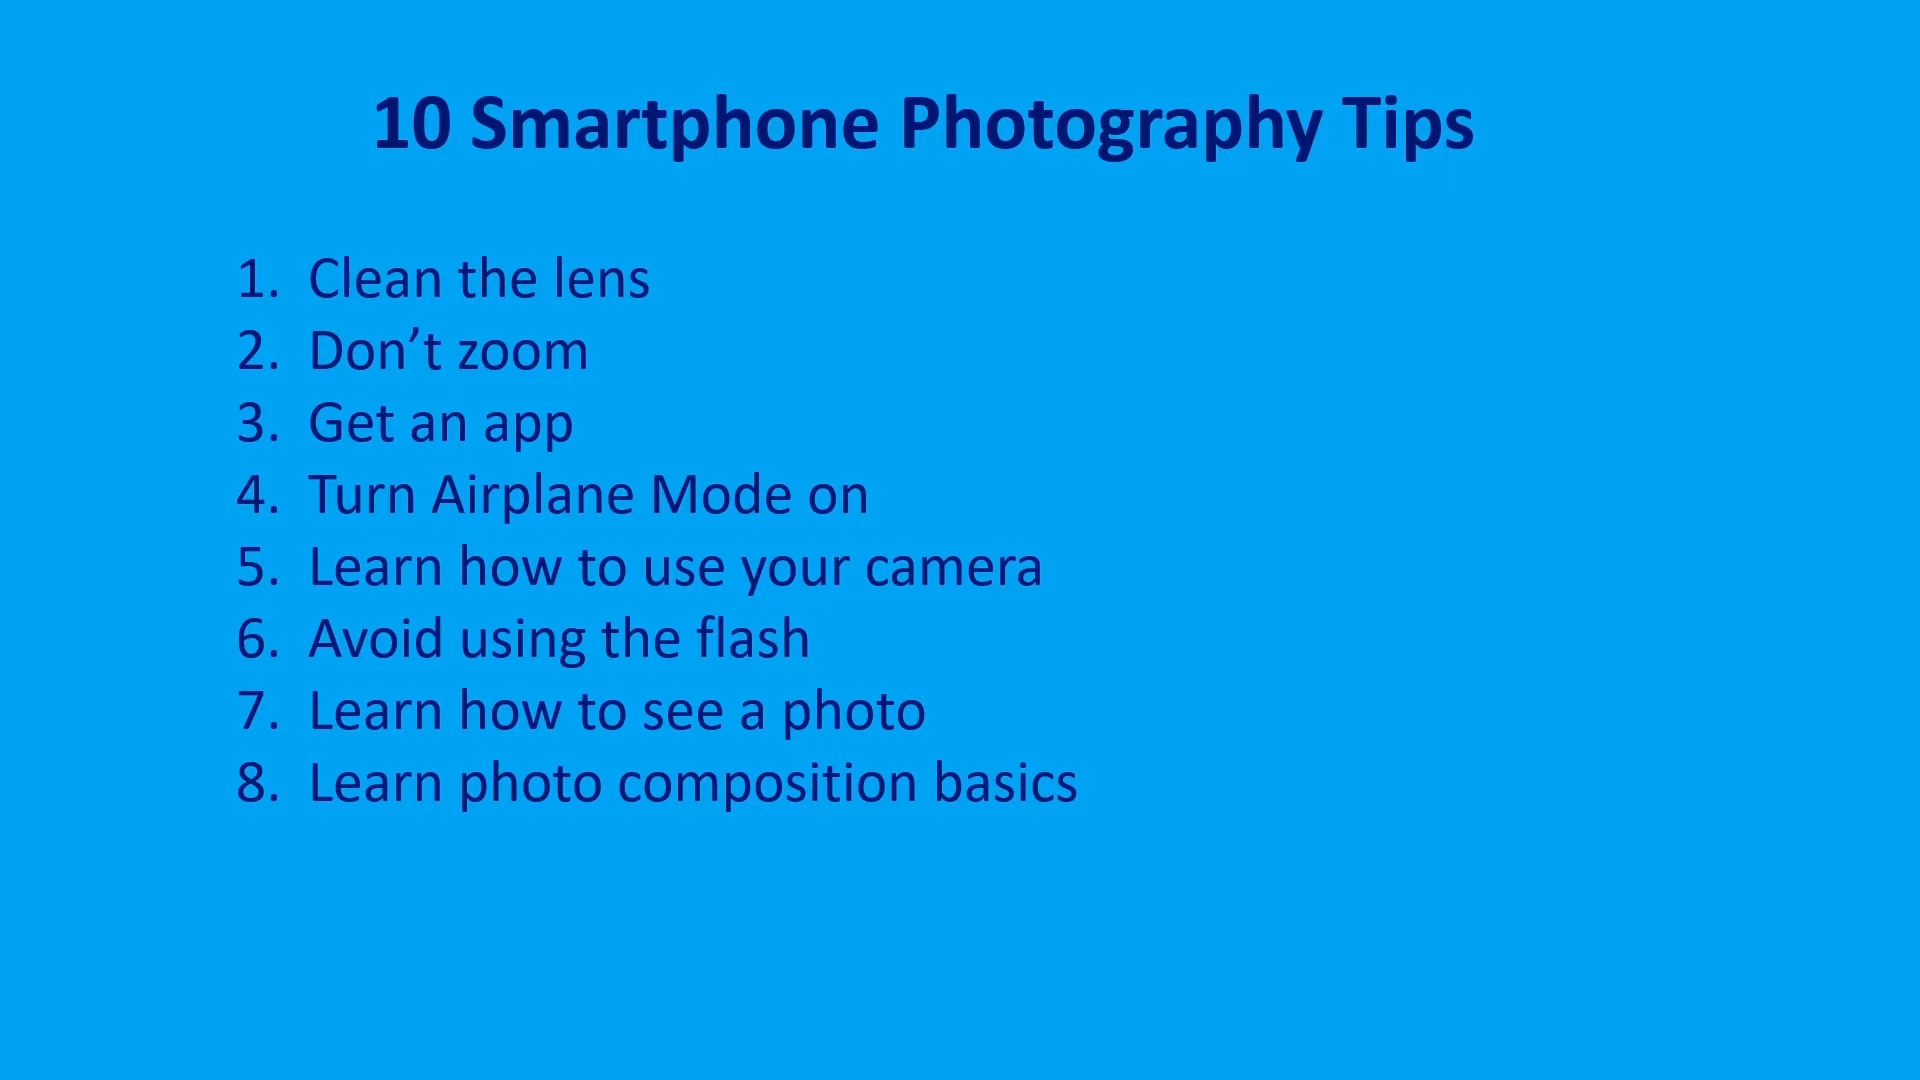 10 Smartphone Photography Tips
1. Clean the lens
2. Don’t zoom
3. Get an app
4. Turn Airplane Mode on
5. Learn how to use your camera
6. Avoid using the flash
7. Learn how to see a photo
8. Learn photo composition basics